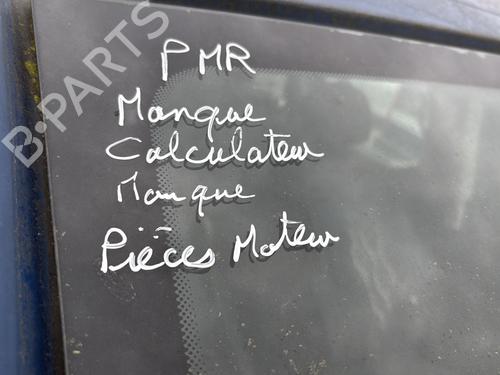 B-PARTS
PMR
Manque
Calculateur
Manque
Pièces Moteur